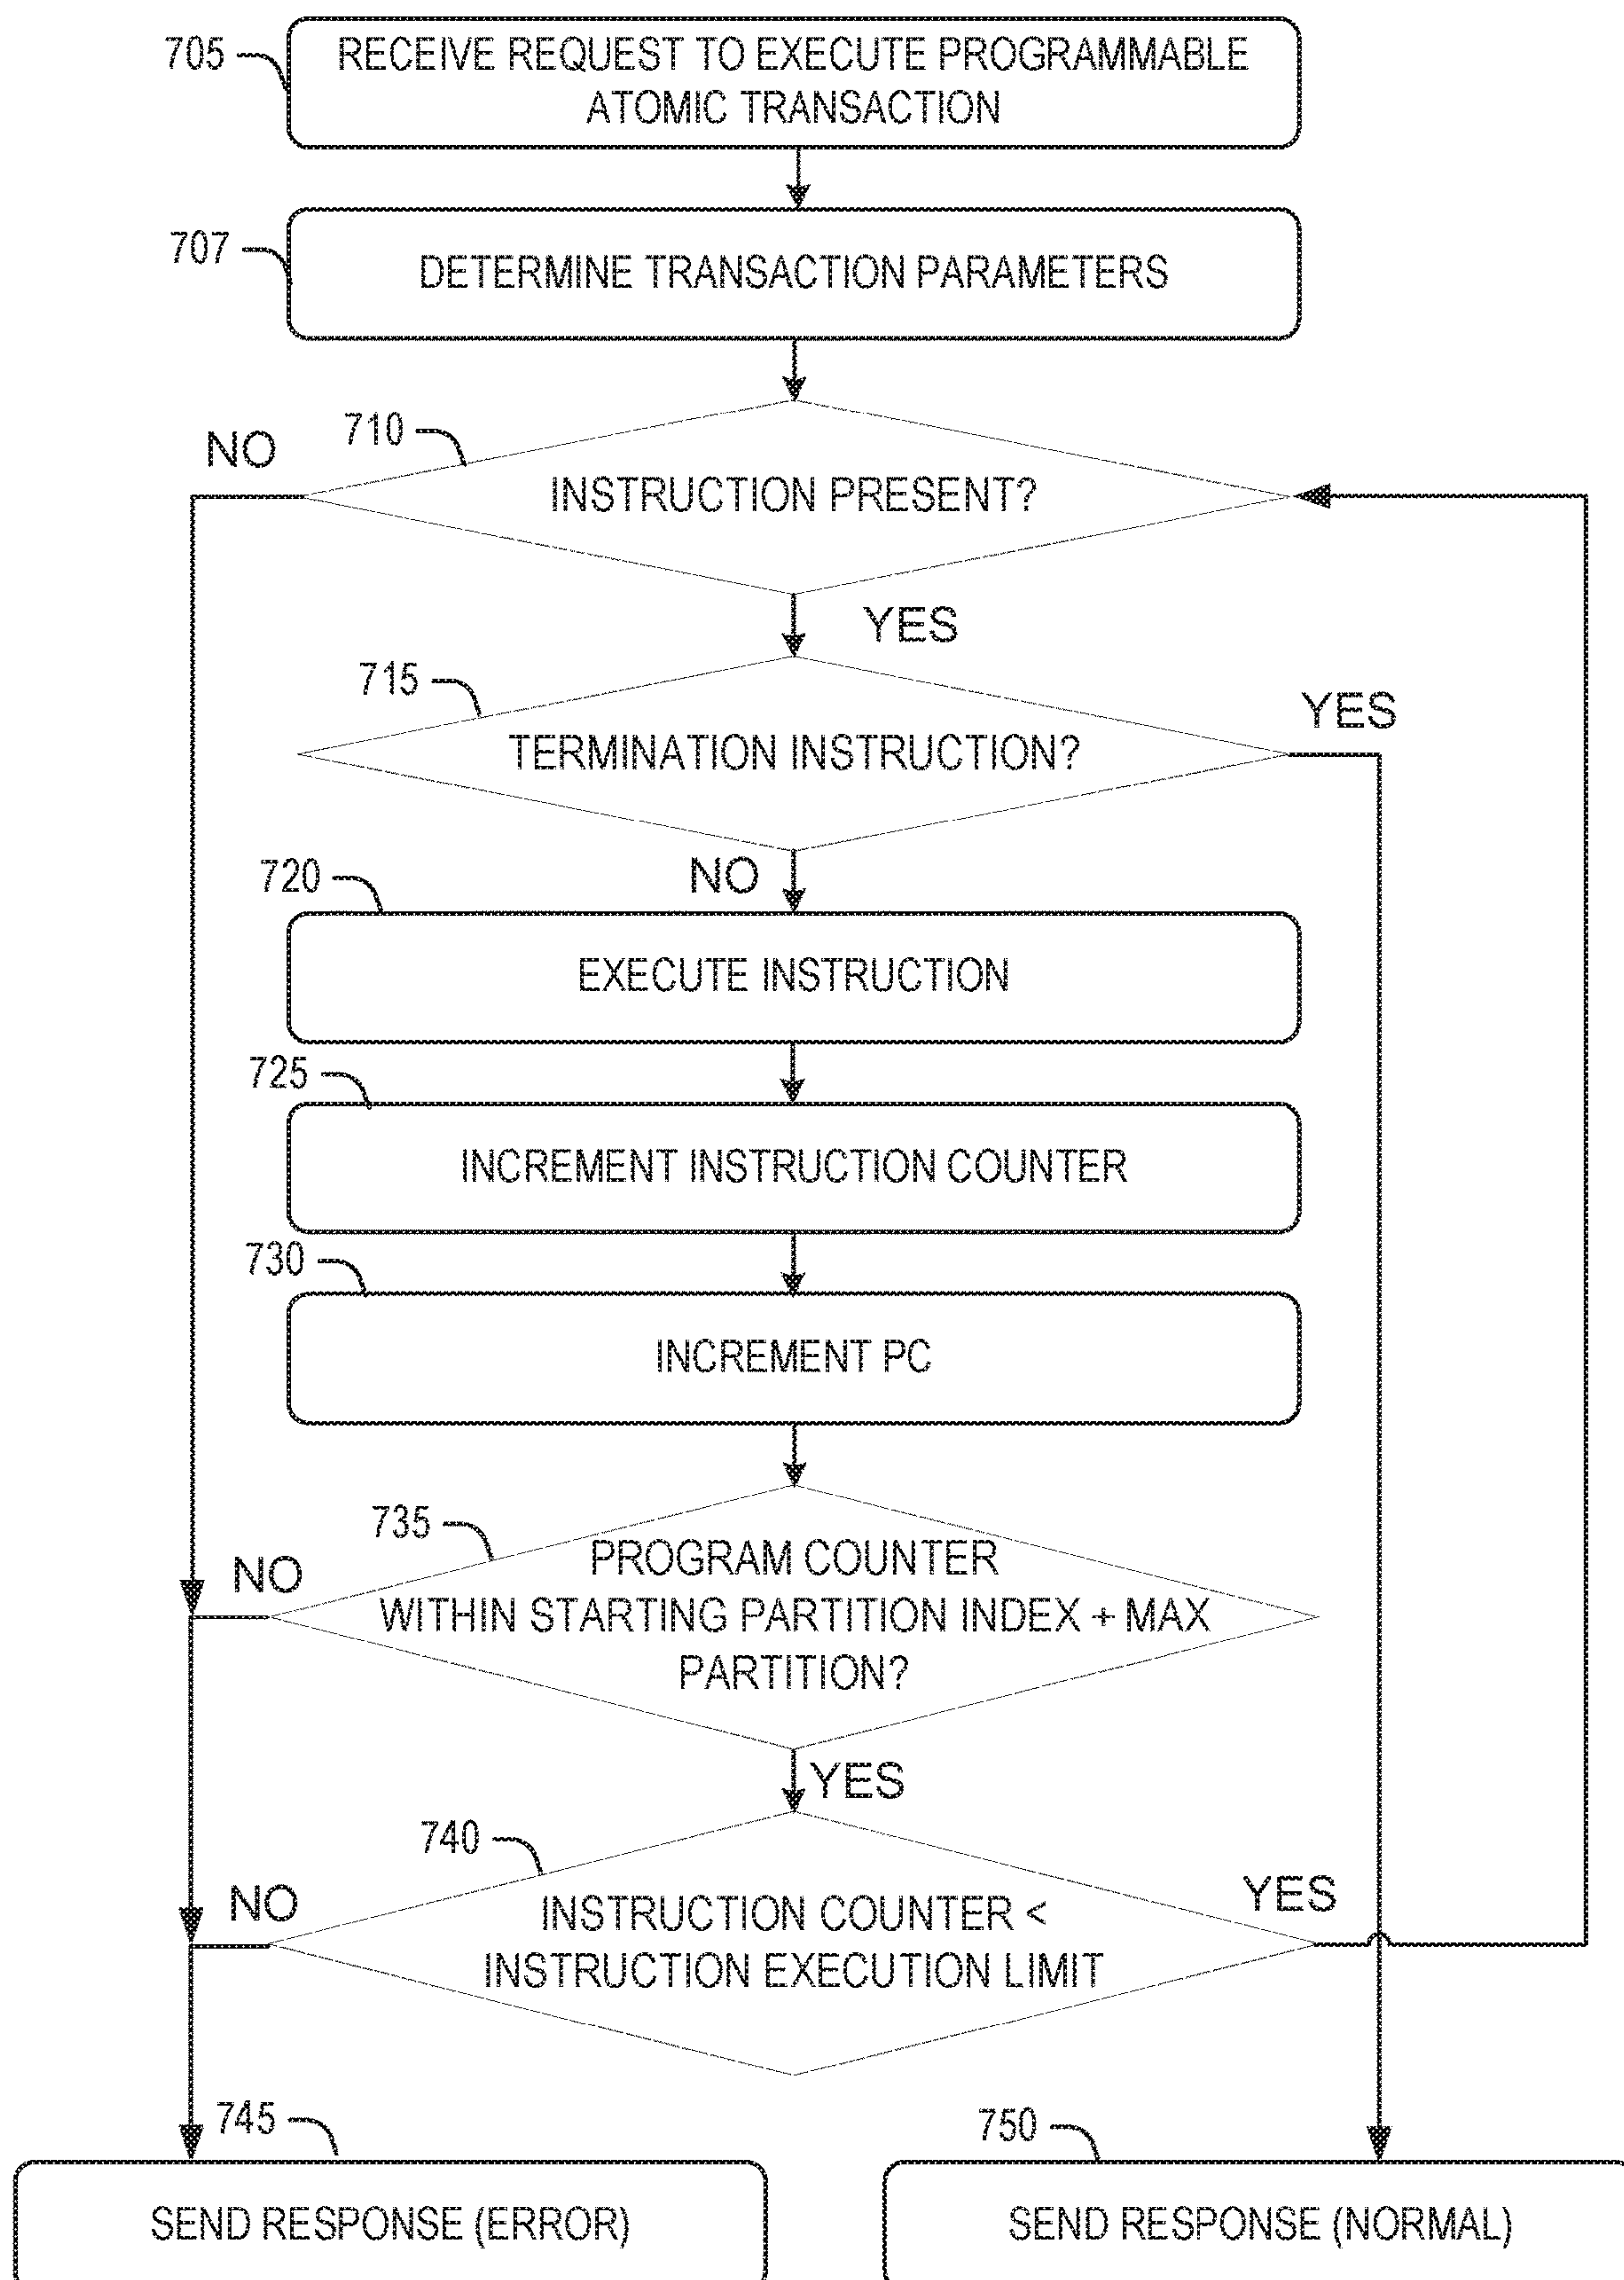 705
RECEIVE REQUEST TO EXECUTE PROGRAMMABLE
ATOMIC TRANSACTION
707
DETERMINE TRANSACTION PARAMETERS
710
NO
INSTRUCTION PRESENT?
YES
715
YES
TERMINATION INSTRUCTION?
NO
720
EXECUTE INSTRUCTION
725
INCREMENT INSTRUCTION COUNTER
730
INCREMENT PC
735
NO
PROGRAM COUNTER
WITHIN STARTING PARTITION INDEX + MAX
PARTITION?
YES
740
NO
YES
INSTRUCTION COUNTER <
INSTRUCTION EXECUTION LIMIT
745
SEND RESPONSE (ERROR)
750
SEND RESPONSE (NORMAL)